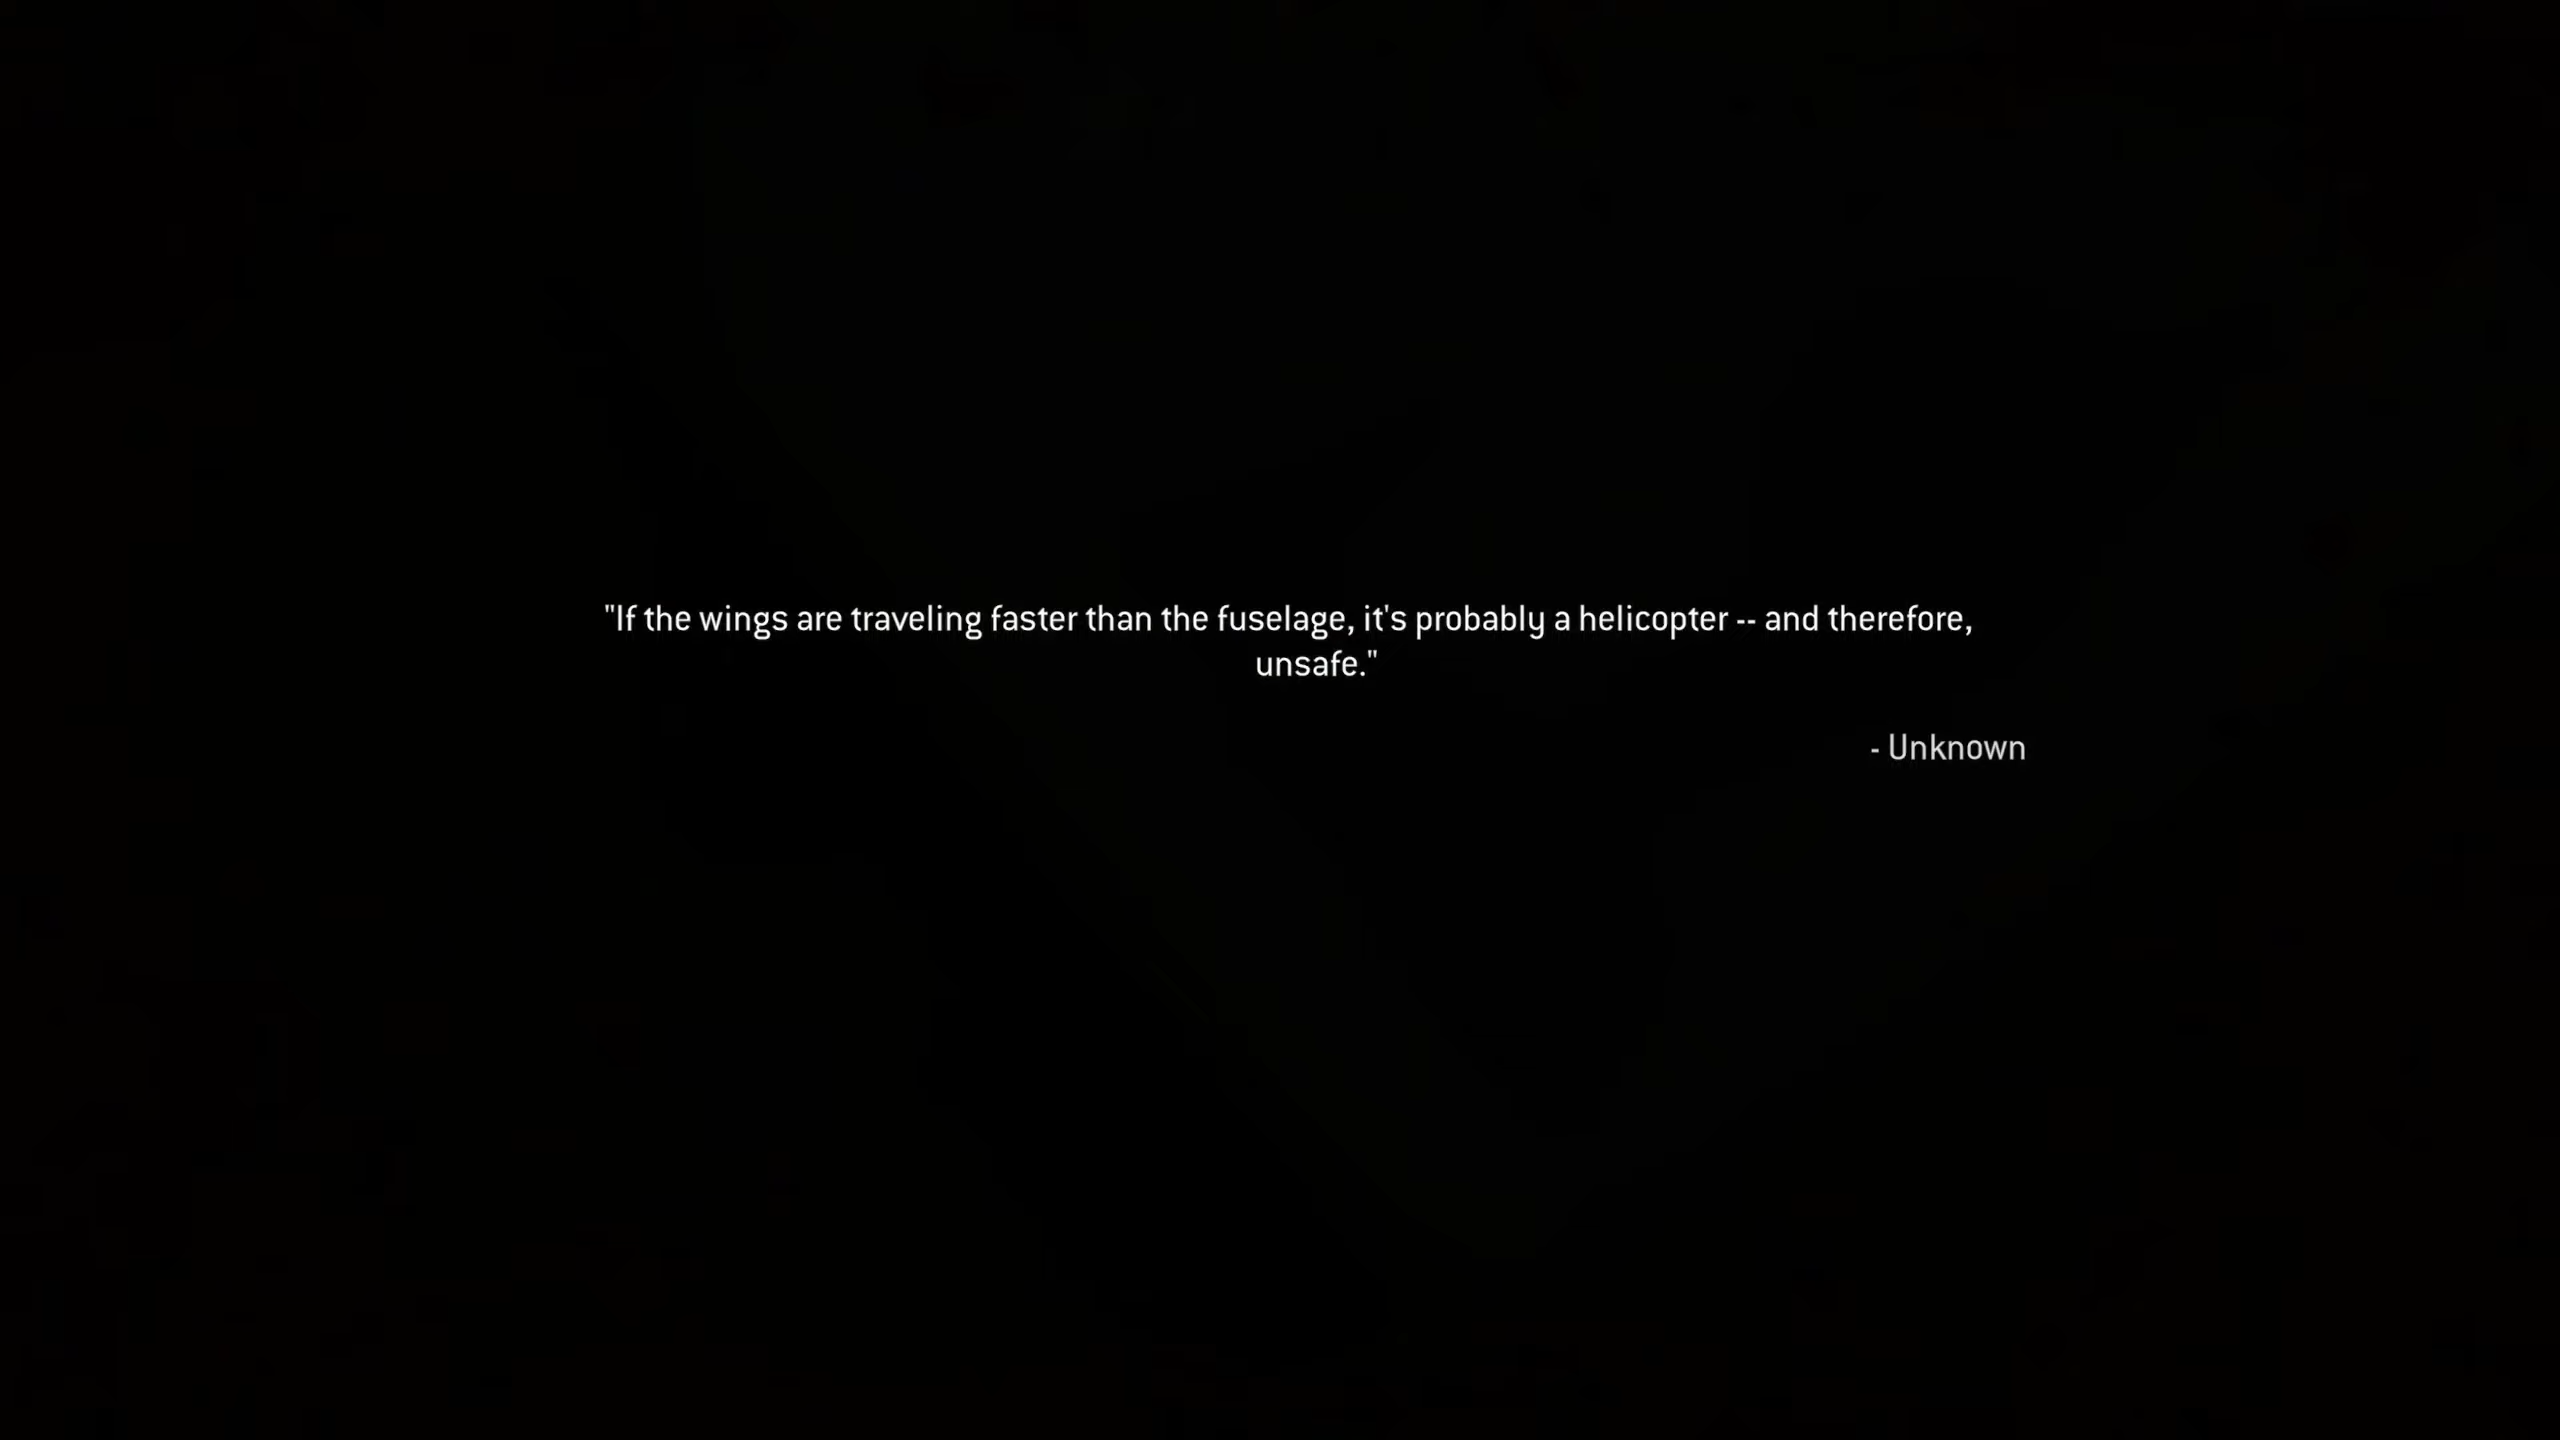 "If the wings are traveling faster than the fuselage, it's probably a helicopter -- and therefore,
unsafe."
- Unknown